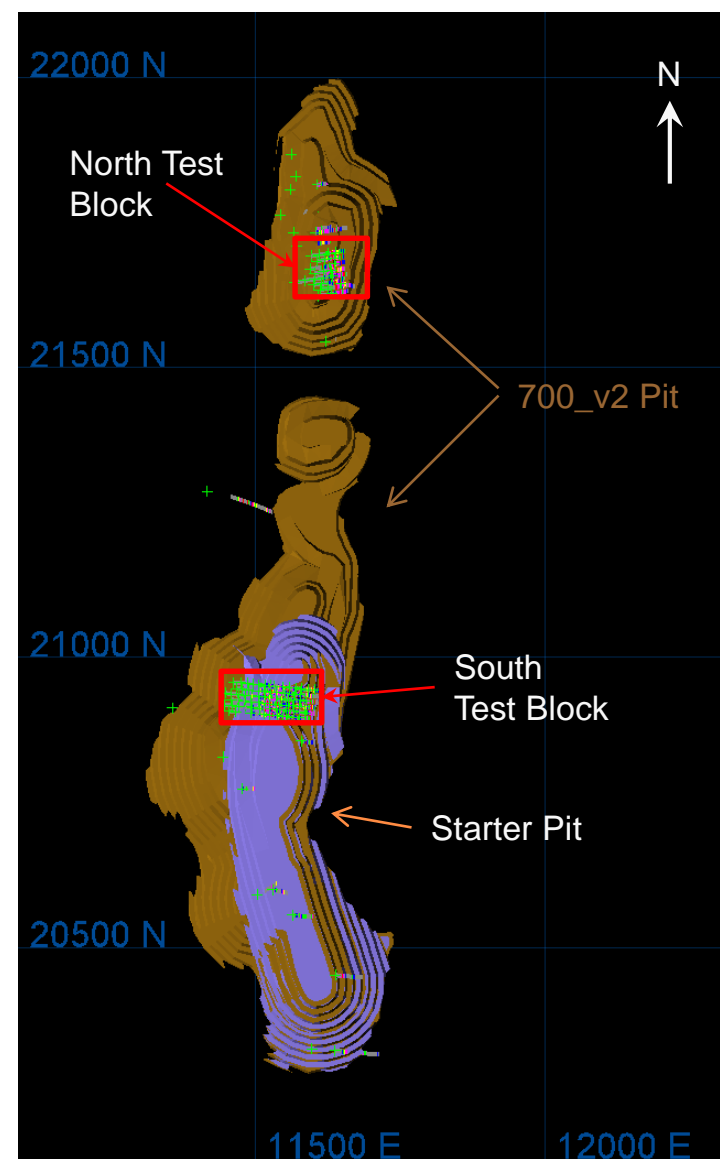 22000 N
N
North Test
Block
21500 N
700_v2 Pit
21000 N
South
Test Block
Starter Pit
20500 N
11500 E
12000 E